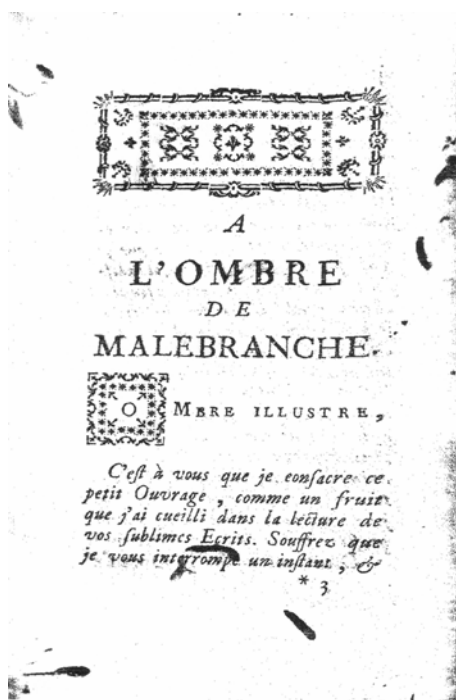 A
L'OMBRE
DE
MALEBRANCHE.
OMBRE ILLUSTRE,
C'eſt à vous que je conſacre ce
petit Ouvrage, comme un fruit
que j'ai cueilli dans la lecture de
vos ſublimes Ecrits. Souffrez que
je vous interrompe un inſtant, &
* 3